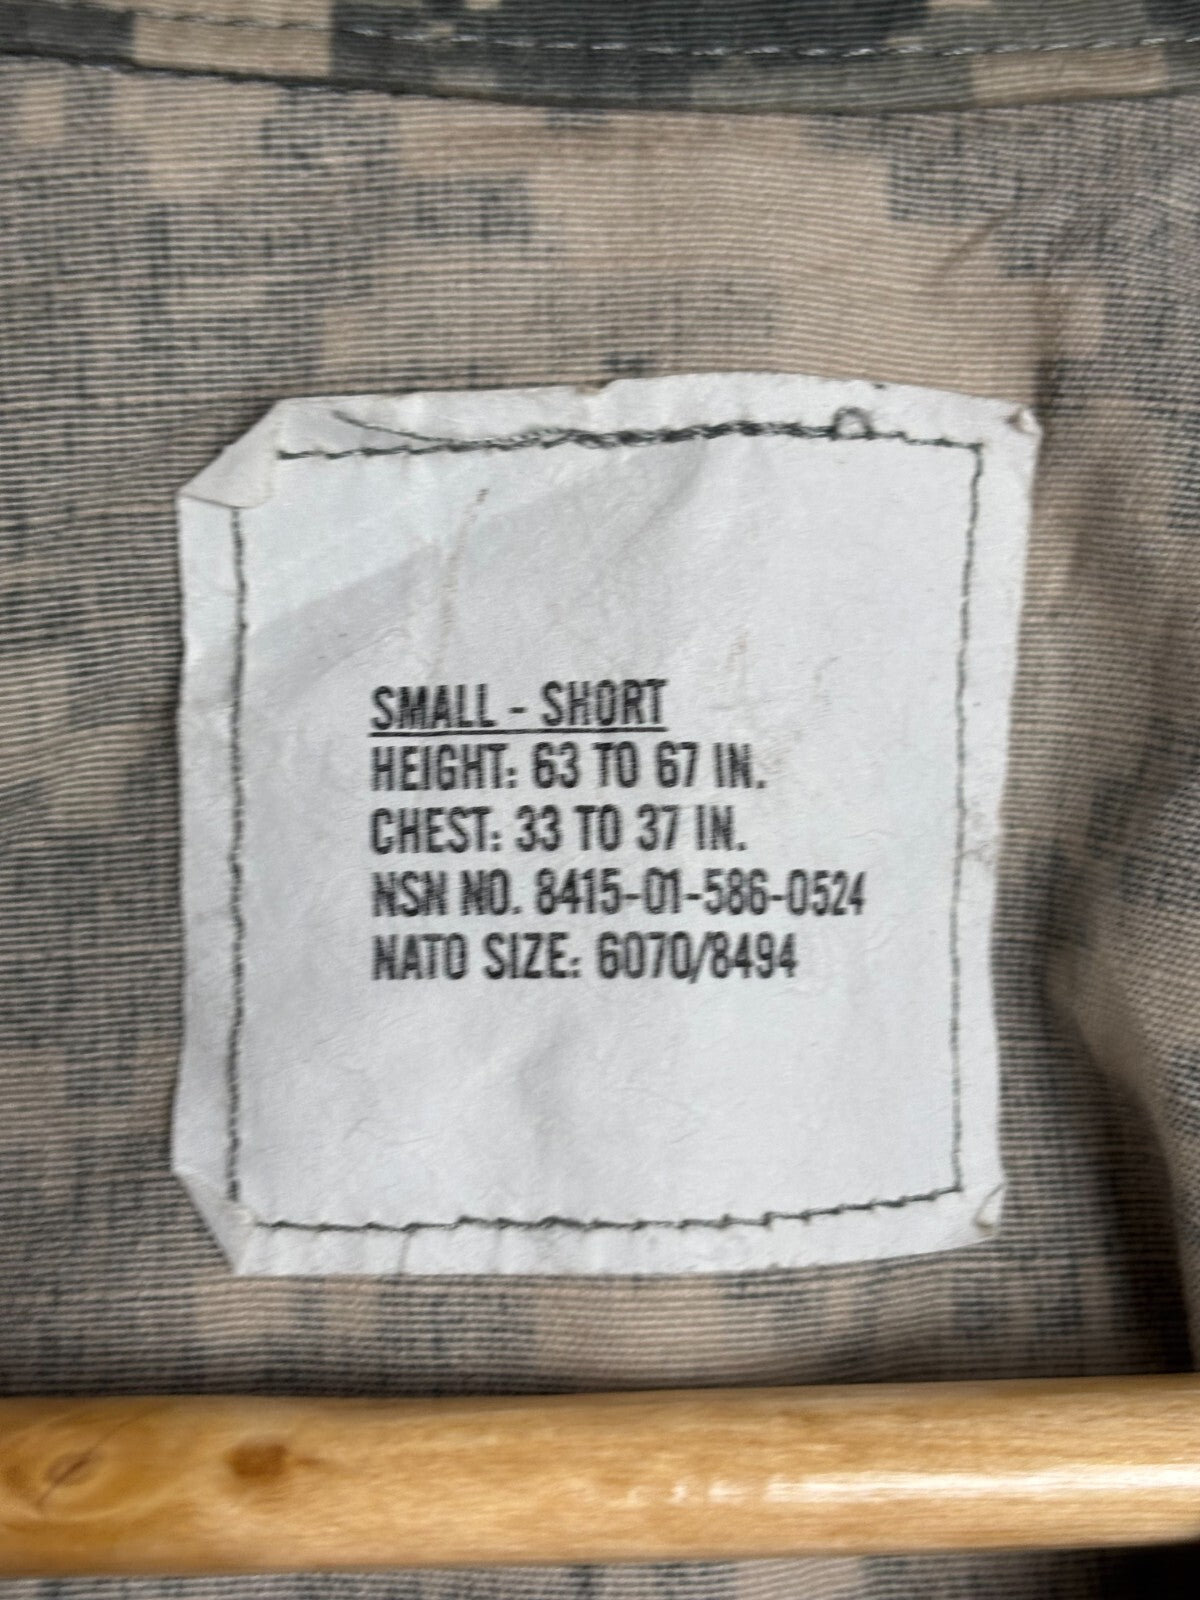 SMALL - SHORT
HEIGHT: 63 TO 67 IN.
CHEST: 33 TO 37 IN.
NSN NO. 8415-01-586-0524
NATO SIZE: 6070/8494